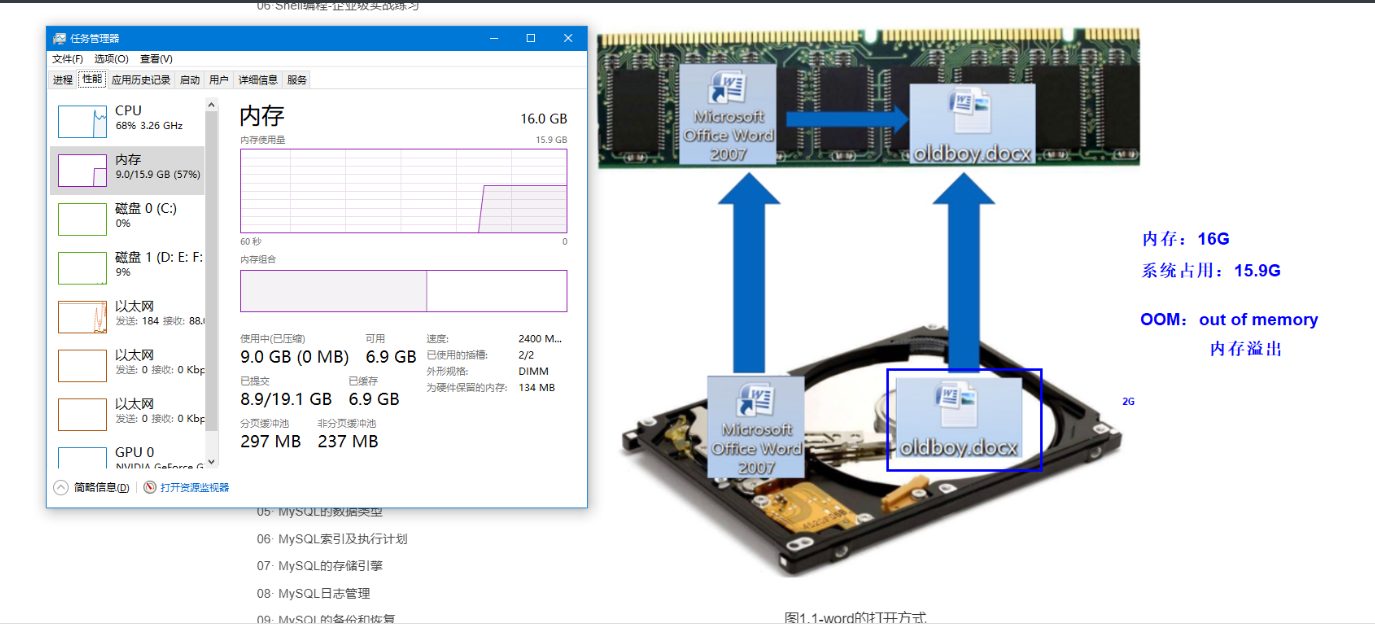 06·Shell编程-企业级实战练习
任务管理器
文件(F) 选项(O) 查看(V)
进程 性能 应用历史记录 启动 用户 详细信息 服务
CPU
68% 3.26 GHz
内存
9.0/15.9 GB (57%)
磁盘 0 (C:)
0%
磁盘 1 (D: E: F:
9%
以太网
发送: 184 接收: 88.
以太网
发送: 0 接收: 0 Kbp
以太网
发送: 0 接收: 0 Kbp
GPU 0
NVIDIA GeForce G
内存 16.0 GB
内存使用量 15.9 GB
60 秒 0
内存组合
使用中(已压缩) 可用
9.0 GB (0 MB) 6.9 GB
已提交 已缓存
8.9/19.1 GB 6.9 GB
分页缓冲池 非分页缓冲池
297 MB 237 MB
速度: 2400 M...
已使用的插槽: 2/2
外形规格: DIMM
为硬件保留的内存: 134 MB
简略信息(D) 打开资源监视器
05· MySQL的数据类型
06· MySQL索引及执行计划
07· MySQL的存储引擎
08· MySQL日志管理
09· MySQL的备份和恢复
Microsoft
Office Word
2007
oldboy.docx
Microsoft
Office Word
2007
oldboy.docx
内存：16G
系统占用：15.9G
OOM：out of memory
内存溢出
2G
图1.1-word的打开方式